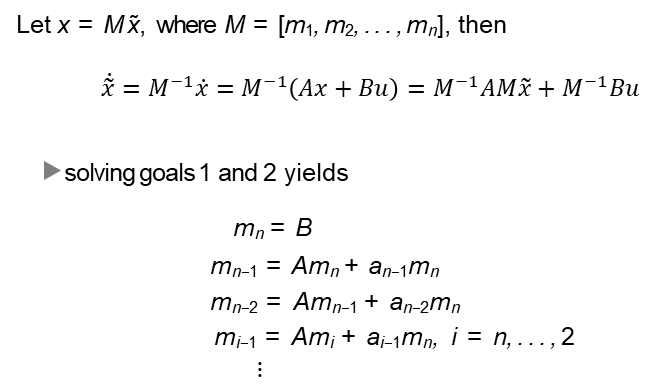 Let x = Mx̃, where M = [m₁, m₂, . . . , mₙ], then
x̃̇ = M⁻¹ẋ = M⁻¹(Ax + Bu) = M⁻¹AMx̃ + M⁻¹Bu
▶ solving goals 1 and 2 yields
mₙ = B
mₙ₋₁ = Amₙ + aₙ₋₁mₙ
mₙ₋₂ = Amₙ₋₁ + aₙ₋₂mₙ
mᵢ₋₁ = Amᵢ + aᵢ₋₁mₙ, i = n, . . . , 2
⋮